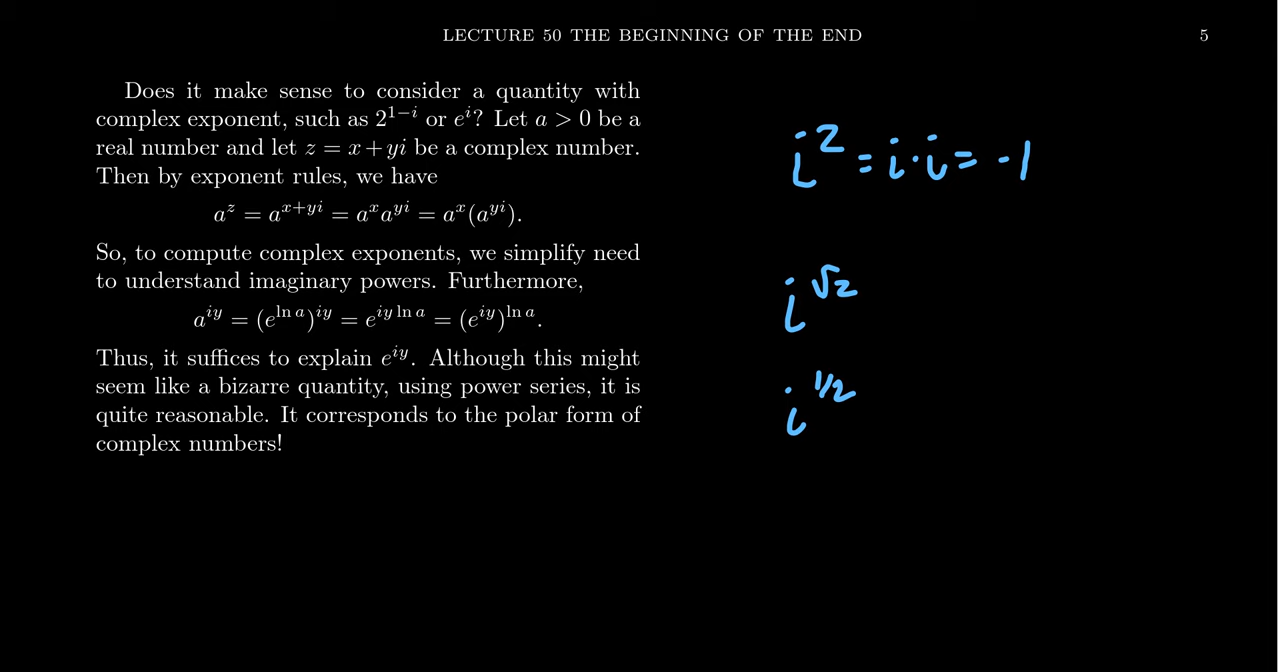 LECTURE 50 THE BEGINNING OF THE END 5
Does it make sense to consider a quantity with
complex exponent, such as 2^{1−i} or e^i? Let a > 0 be a
real number and let z = x + yi be a complex number.
Then by exponent rules, we have
a^z = a^{x+yi} = a^x a^{yi} = a^x(a^{yi}).
So, to compute complex exponents, we simplify need
to understand imaginary powers. Furthermore,
a^{iy} = (e^{ln a})^{iy} = e^{iy ln a} = (e^{iy})^{ln a}.
Thus, it suffices to explain e^{iy}. Although this might
seem like a bizarre quantity, using power series, it is
quite reasonable. It corresponds to the polar form of
complex numbers!
i^2 = i · i = -1
i^{√2}
i^{1/2}